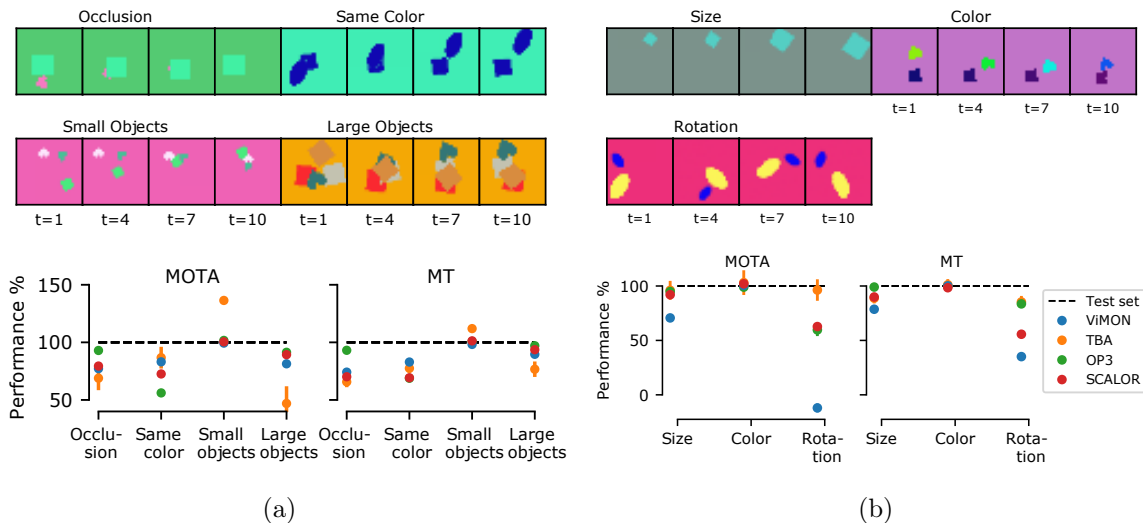 Occlusion
Same Color
Small Objects
Large Objects
t=1 t=4 t=7 t=10 t=1 t=4 t=7 t=10
MOTA
MT
Performance %
150
100
50
Occlu-
sion
Same
color
Small
objects
Large
objects
Occlu-
sion
Same
color
Small
objects
Large
objects
(a)
Size
Color
t=1 t=4 t=7 t=10
Rotation
t=1 t=4 t=7 t=10
MOTA
MT
Performance %
100
50
0
100
50
0
Size
Color
Rota-
tion
Size
Color
Rota-
tion
Test set
ViMON
TBA
OP3
SCALOR
(b)